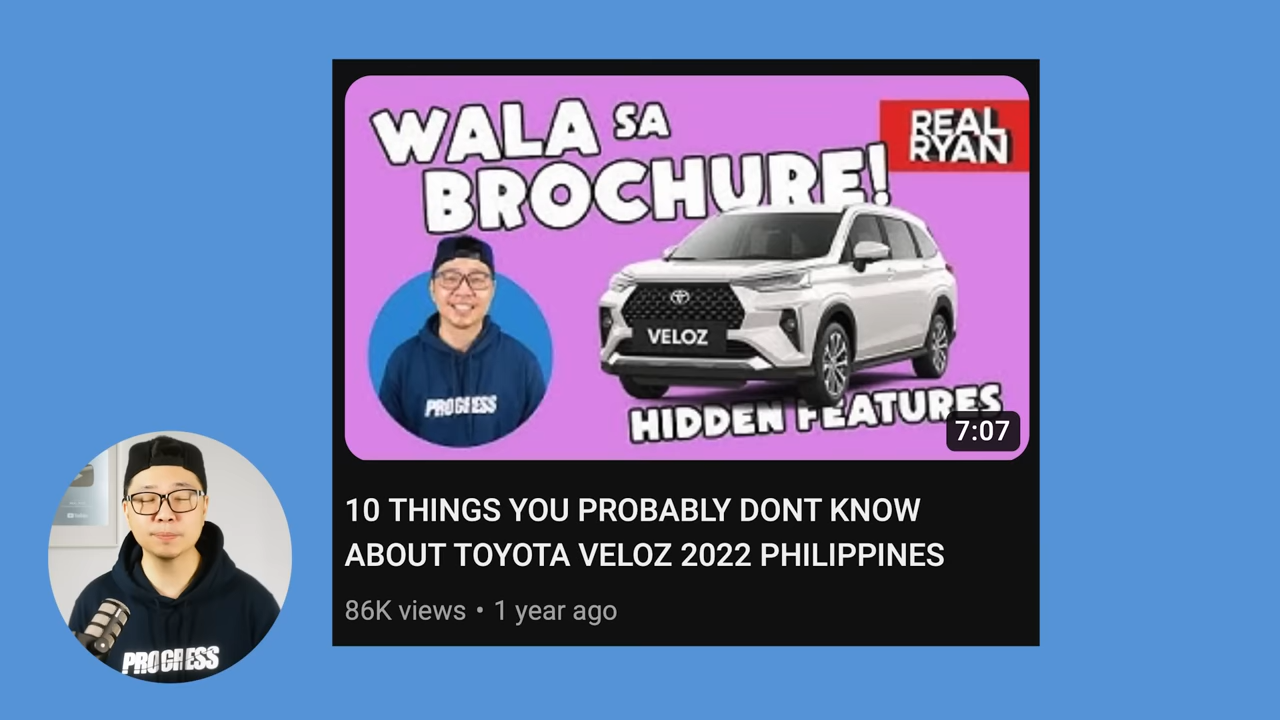 WALA SA
BROCHURE!
REAL
RYAN
VELOZ
PROGRESS
HIDDEN FEATURES
7:07
10 THINGS YOU PROBABLY DONT KNOW
ABOUT TOYOTA VELOZ 2022 PHILIPPINES
86K views • 1 year ago
PROGRESS